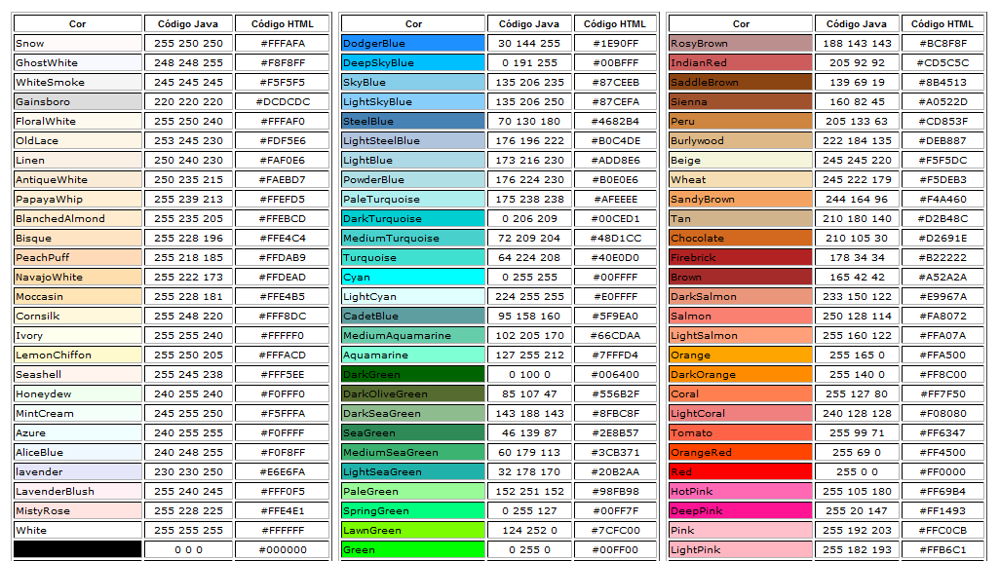 Cor Código Java Código HTML
Snow 255 250 250 #FFFAFA
GhostWhite 248 248 255 #F8F8FF
WhiteSmoke 245 245 245 #F5F5F5
Gainsboro 220 220 220 #DCDCDC
FloralWhite 255 250 240 #FFFAF0
OldLace 253 245 230 #FDF5E6
Linen 250 240 230 #FAF0E6
AntiqueWhite 250 235 215 #FAEBD7
PapayaWhip 255 239 213 #FFEFD5
BlanchedAlmond 255 235 205 #FFEBCD
Bisque 255 228 196 #FFE4C4
PeachPuff 255 218 185 #FFDAB9
NavajoWhite 255 222 173 #FFDEAD
Moccasin 255 228 181 #FFE4B5
Cornsilk 255 248 220 #FFF8DC
Ivory 255 255 240 #FFFFF0
LemonChiffon 255 250 205 #FFFACD
Seashell 255 245 238 #FFF5EE
Honeydew 240 255 240 #F0FFF0
MintCream 245 255 250 #F5FFFA
Azure 240 255 255 #F0FFFF
AliceBlue 240 248 255 #F0F8FF
lavender 230 230 250 #E6E6FA
LavenderBlush 255 240 245 #FFF0F5
MistyRose 255 228 225 #FFE4E1
White 255 255 255 #FFFFFF
0 0 0 #000000
Cor Código Java Código HTML
DodgerBlue 30 144 255 #1E90FF
DeepSkyBlue 0 191 255 #00BFFF
SkyBlue 135 206 235 #87CEEB
LightSkyBlue 135 206 250 #87CEFA
SteelBlue 70 130 180 #4682B4
LightSteelBlue 176 196 222 #B0C4DE
LightBlue 173 216 230 #ADD8E6
PowderBlue 176 224 230 #B0E0E6
PaleTurquoise 175 238 238 #AFEEEE
DarkTurquoise 0 206 209 #00CED1
MediumTurquoise 72 209 204 #48D1CC
Turquoise 64 224 208 #40E0D0
Cyan 0 255 255 #00FFFF
LightCyan 224 255 255 #E0FFFF
CadetBlue 95 158 160 #5F9EA0
MediumAquamarine 102 205 170 #66CDAA
Aquamarine 127 255 212 #7FFFD4
DarkGreen 0 100 0 #006400
DarkOliveGreen 85 107 47 #556B2F
DarkSeaGreen 143 188 143 #8FBC8F
SeaGreen 46 139 87 #2E8B57
MediumSeaGreen 60 179 113 #3CB371
LightSeaGreen 32 178 170 #20B2AA
PaleGreen 152 251 152 #98FB98
SpringGreen 0 255 127 #00FF7F
LawnGreen 124 252 0 #7CFC00
Green 0 255 0 #00FF00
Cor Código Java Código HTML
RosyBrown 188 143 143 #BC8F8F
IndianRed 205 92 92 #CD5C5C
SaddleBrown 139 69 19 #8B4513
Sienna 160 82 45 #A0522D
Peru 205 133 63 #CD853F
Burlywood 222 184 135 #DEB887
Beige 245 245 220 #F5F5DC
Wheat 245 222 179 #F5DEB3
SandyBrown 244 164 96 #F4A460
Tan 210 180 140 #D2B48C
Chocolate 210 105 30 #D2691E
Firebrick 178 34 34 #B22222
Brown 165 42 42 #A52A2A
DarkSalmon 233 150 122 #E9967A
Salmon 250 128 114 #FA8072
LightSalmon 255 160 122 #FFA07A
Orange 255 165 0 #FFA500
DarkOrange 255 140 0 #FF8C00
Coral 255 127 80 #FF7F50
LightCoral 240 128 128 #F08080
Tomato 255 99 71 #FF6347
OrangeRed 255 69 0 #FF4500
Red 255 0 0 #FF0000
HotPink 255 105 180 #FF69B4
DeepPink 255 20 147 #FF1493
Pink 255 192 203 #FFC0CB
LightPink 255 182 193 #FFB6C1